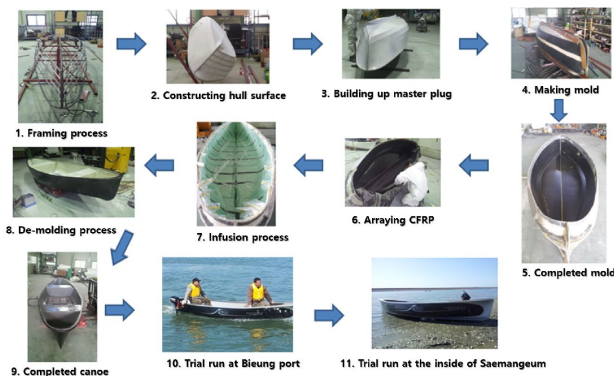 1. Framing process
2. Constructing hull surface
3. Building up master plug
4. Making mold
5. Completed mold
6. Arraying CFRP
7. Infusion process
8. De-molding process
9. Completed canoe
10. Trial run at Bieung port
11. Trial run at the inside of Saemangeum